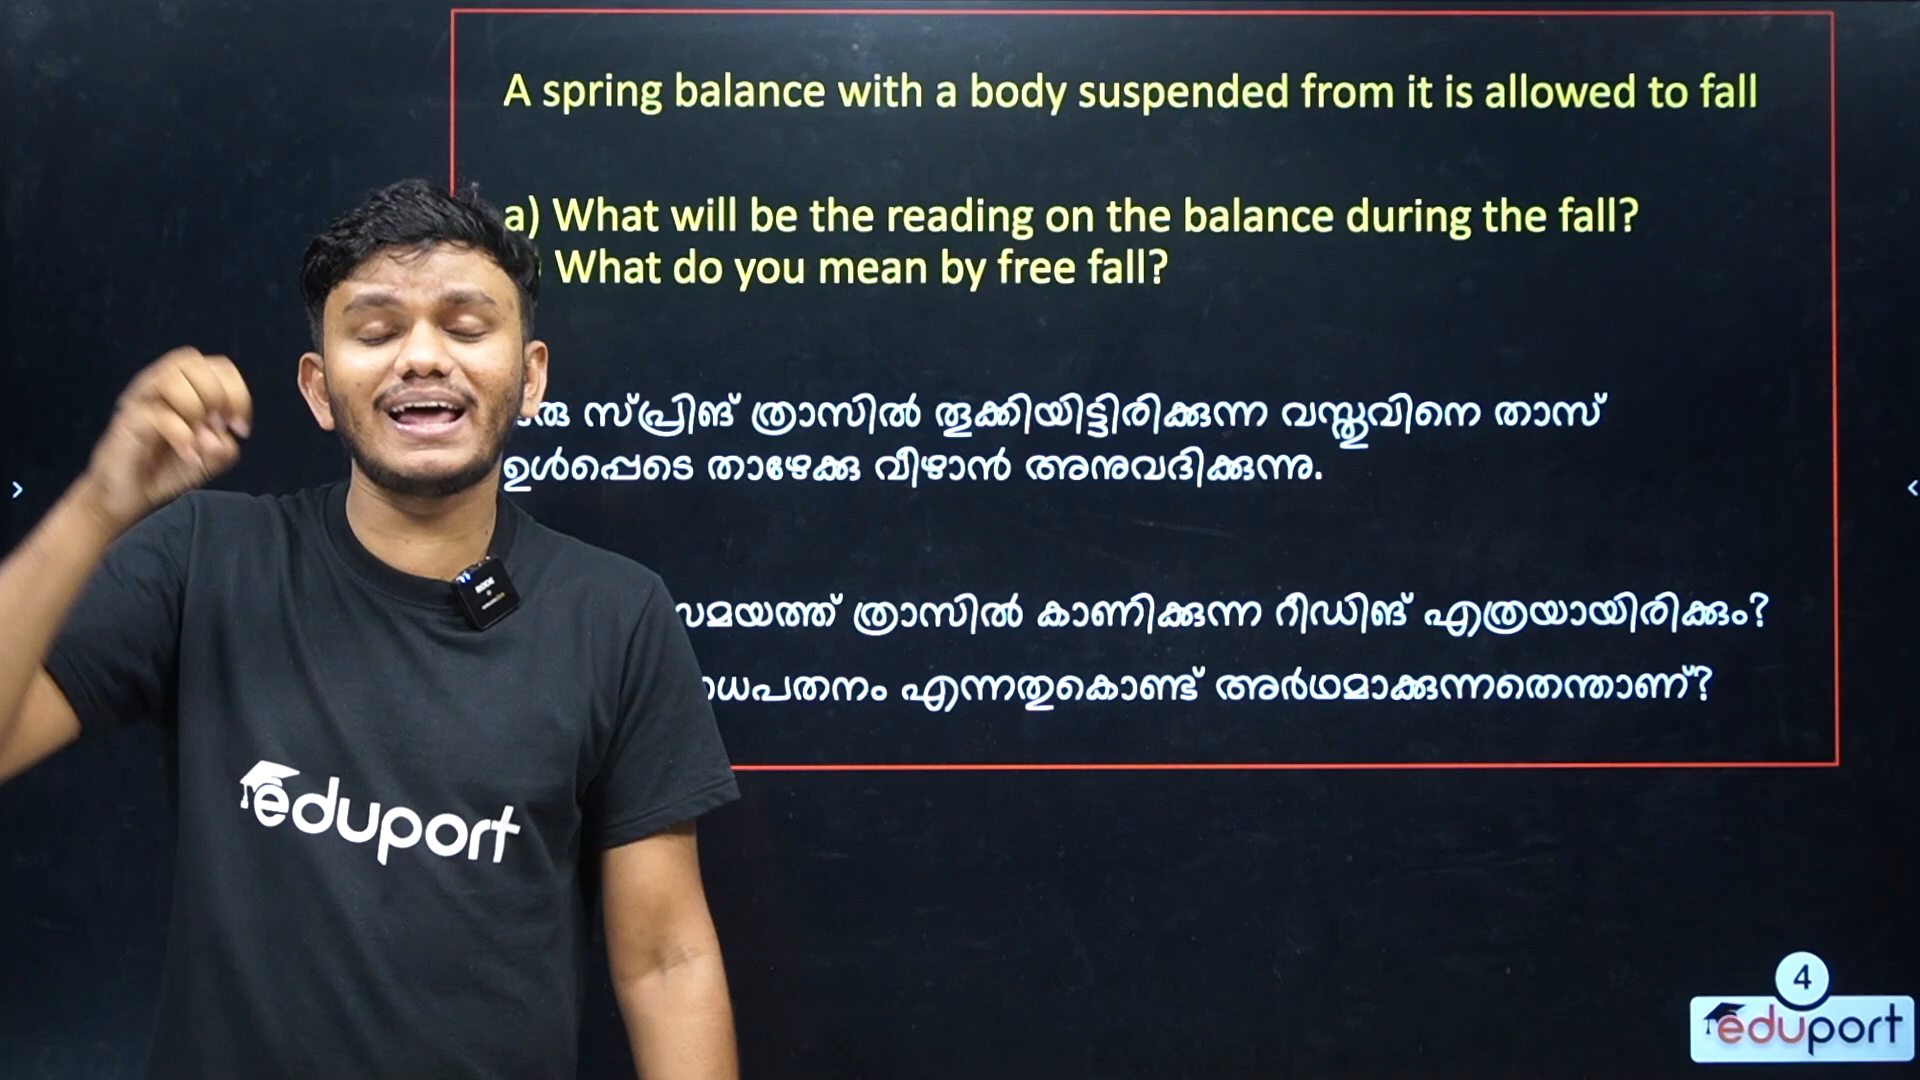 A spring balance with a body suspended from it is allowed to fall
a) What will be the reading on the balance during the fall?
What do you mean by free fall?
സ്പ്രിങ് ത്രാസിൽ തൂക്കിയിട്ടിരിക്കുന്ന വസ്തുവിനെ താസ്
ഉൾപ്പെടെ താഴേക്കു വീഴാൻ അനുവദിക്കുന്നു.
സമയത്ത് ത്രാസിൽ കാണിക്കുന്ന റീഡിങ് എത്രയായിരിക്കും?
എന്നതുകൊണ്ട് അർഥമാക്കുന്നതെന്താണ്?
eduport
4
eduport